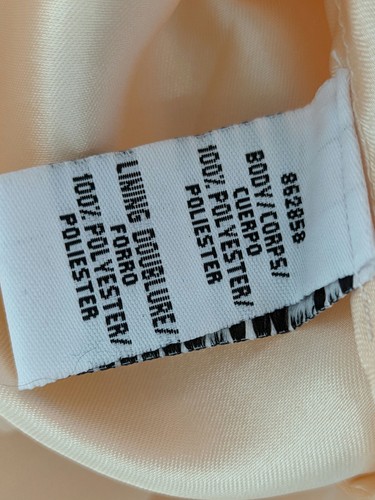 862858
BODY/CORPS/
CUERPO
100% POLYESTER/
POLIESTER
LINING DOUBLURE/
FORRO
100% POLYESTER/
POLIESTER